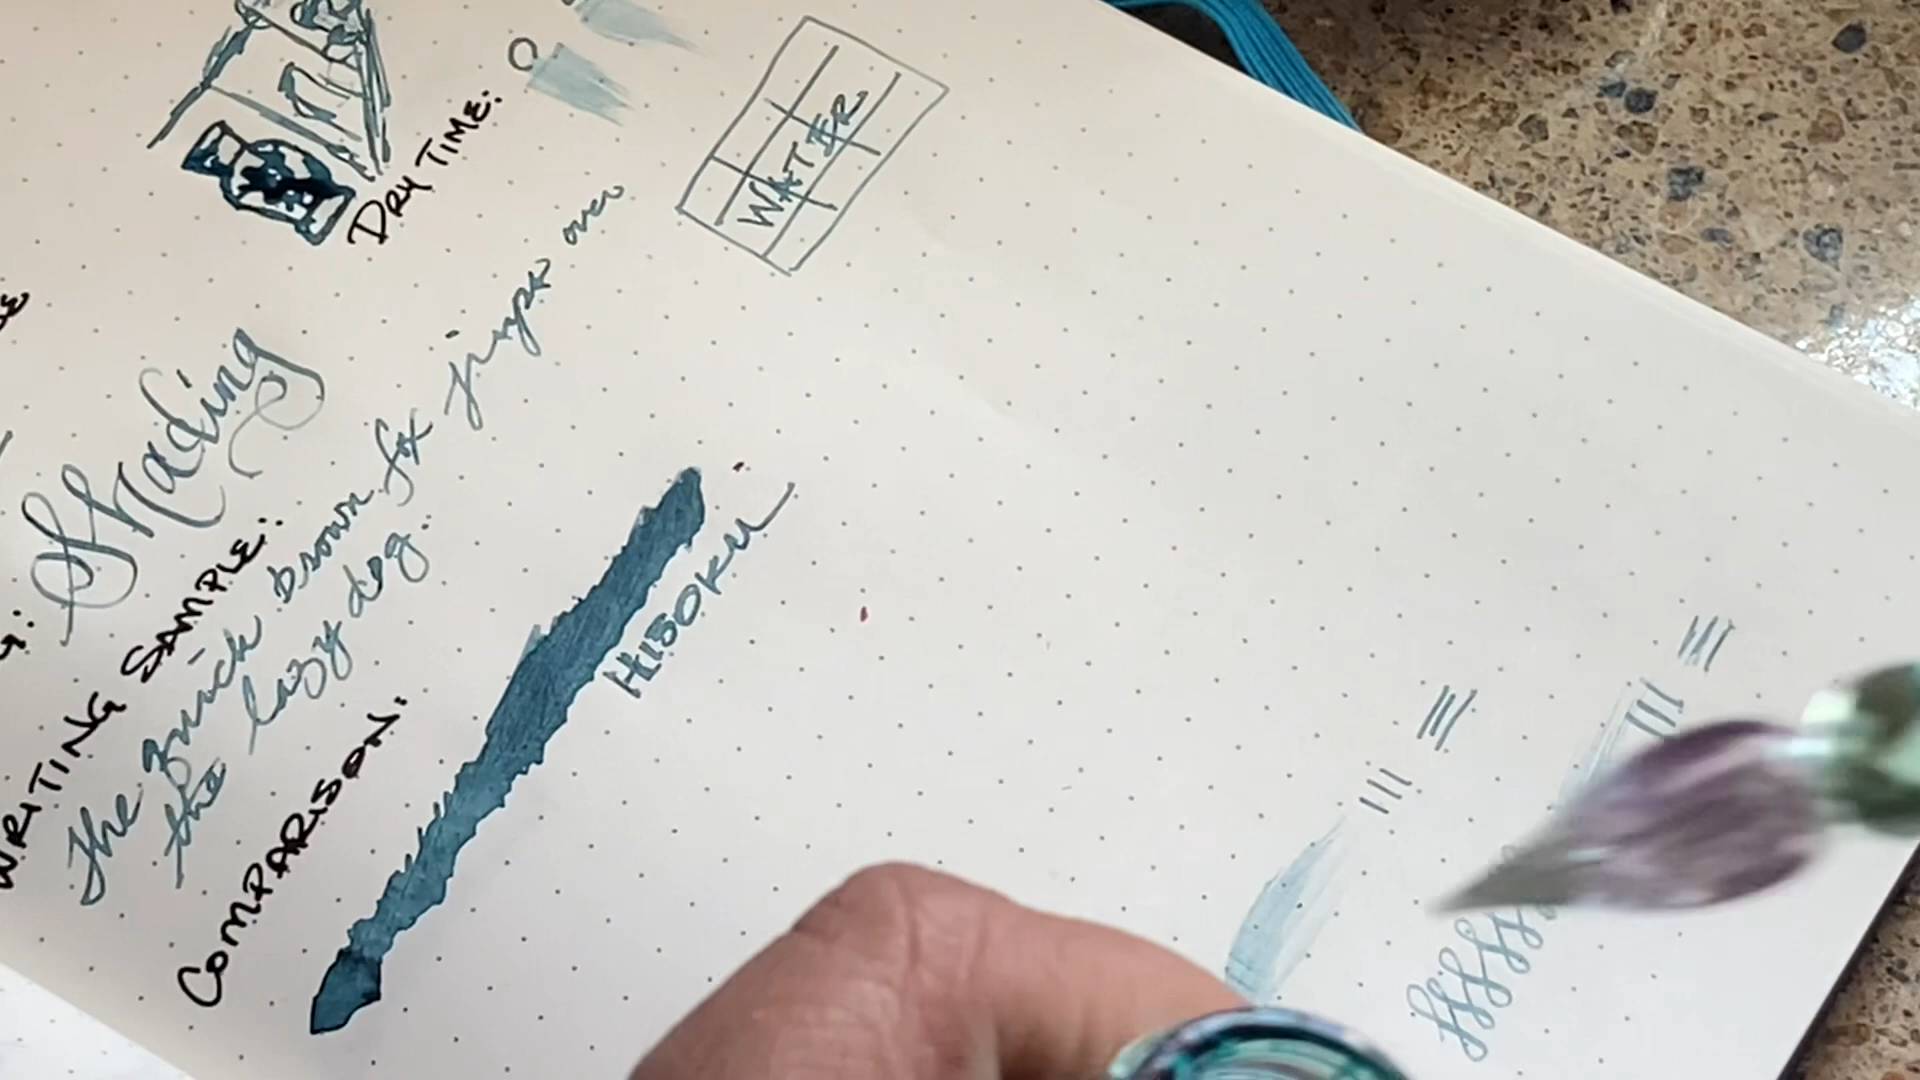 DRY TIME: O
WATER
Shading
WRITING SAMPLE:
The quick brown fox jumps over
the lazy dog.
COMPARISON:
HISOKU